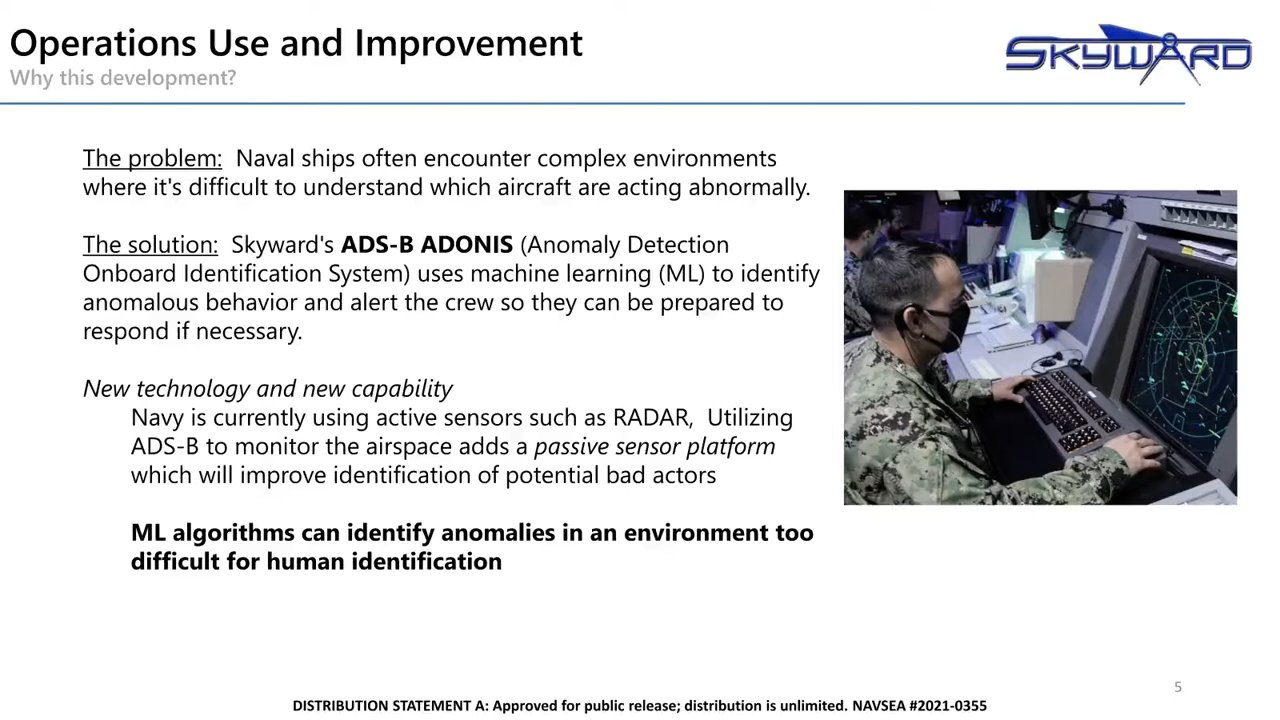 Operations Use and Improvement
Why this development?
SKYWARD
The problem:  Naval ships often encounter complex environments
where it's difficult to understand which aircraft are acting abnormally.
The solution:  Skyward's ADS-B ADONIS (Anomaly Detection
Onboard Identification System) uses machine learning (ML) to identify
anomalous behavior and alert the crew so they can be prepared to
respond if necessary.
New technology and new capability
Navy is currently using active sensors such as RADAR,  Utilizing
ADS-B to monitor the airspace adds a passive sensor platform
which will improve identification of potential bad actors
ML algorithms can identify anomalies in an environment too
difficult for human identification
5
DISTRIBUTION STATEMENT A: Approved for public release; distribution is unlimited. NAVSEA #2021-0355